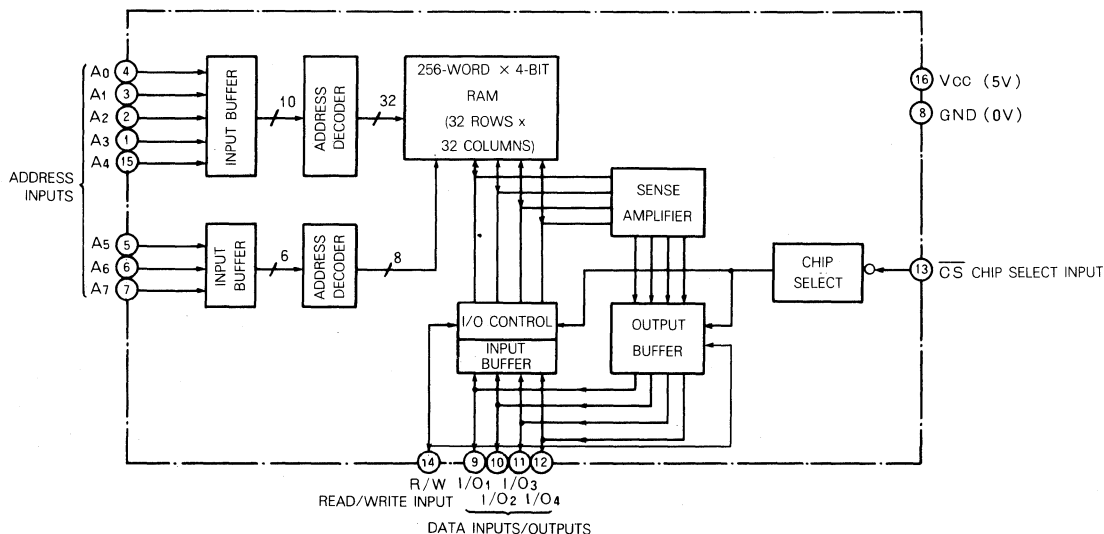 ADDRESS
INPUTS
A0 4
A1 3
A2 2
A3 1
A4 15
A5 5
A6 6
A7 7
INPUT BUFFER
10
ADDRESS
DECODER
32
256-WORD × 4-BIT
RAM
(32 ROWS x
32 COLUMNS)
16 VCC (5V)
8 GND (0V)
INPUT
BUFFER
6
ADDRESS
DECODER
8
SENSE
AMPLIFIER
CHIP
SELECT
13 C̅S̅ CHIP SELECT INPUT
I/O CONTROL
INPUT
BUFFER
OUTPUT
BUFFER
14 9 10 11 12
R/W I/O1 I/O3
READ/WRITE INPUT I/O2 I/O4
DATA INPUTS/OUTPUTS